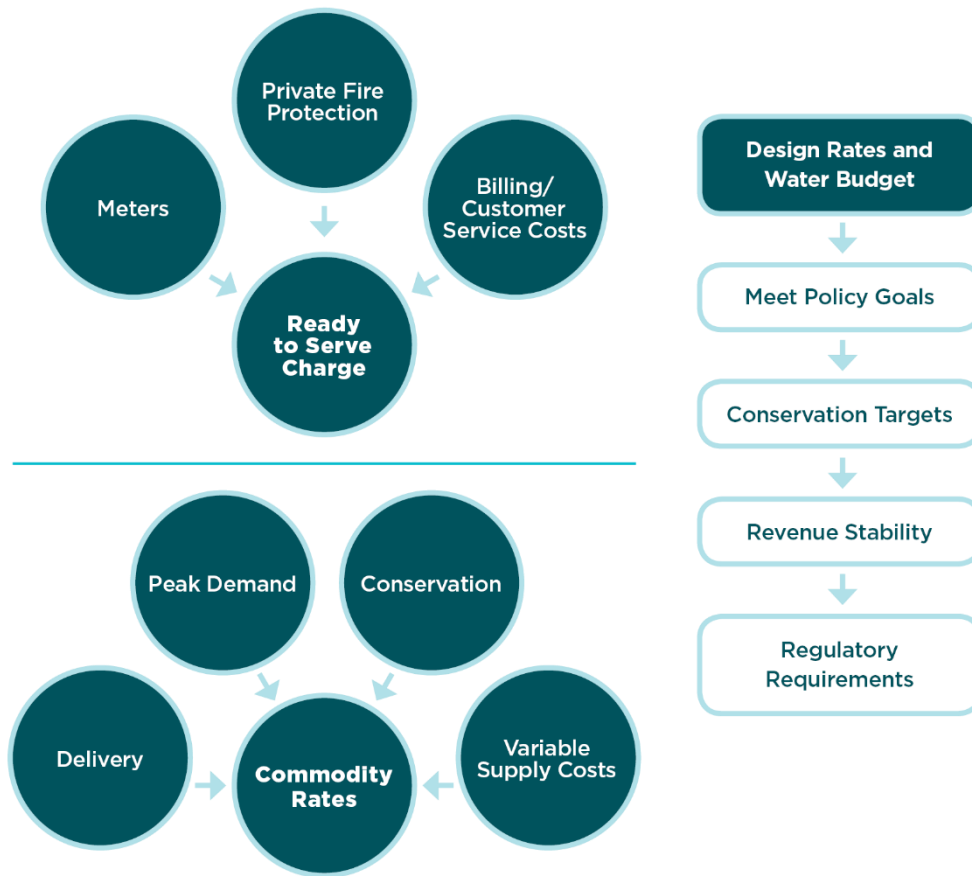 Private Fire
Protection
Meters
Billing/
Customer
Service Costs
Ready
to Serve
Charge
Peak Demand
Conservation
Delivery
Variable
Supply Costs
Commodity
Rates
Design Rates and
Water Budget
Meet Policy Goals
Conservation Targets
Revenue Stability
Regulatory
Requirements